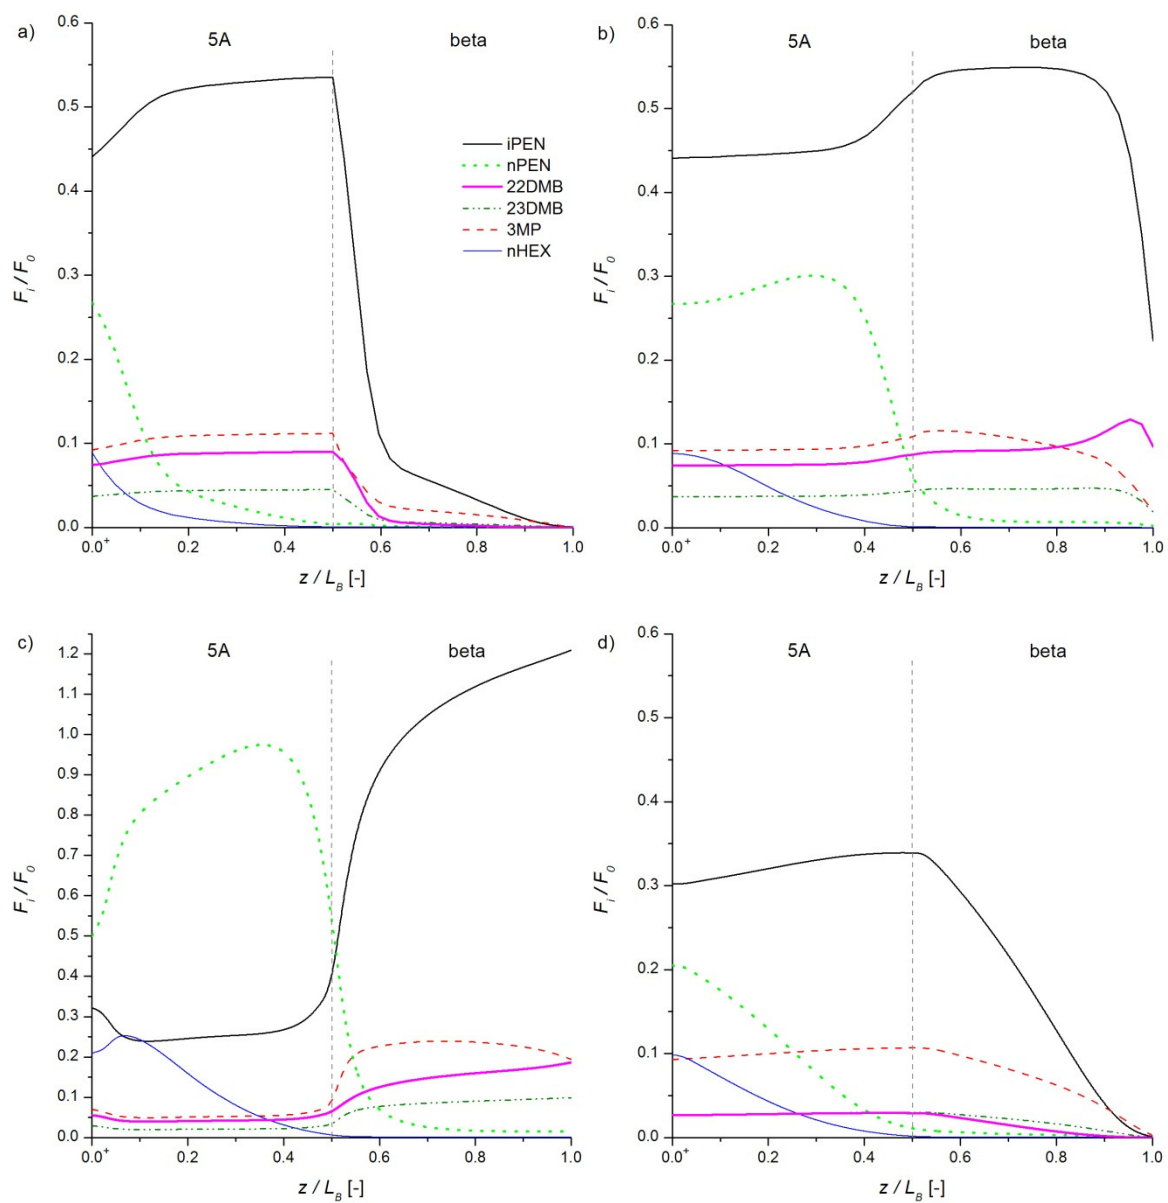 a)
5A
beta
0.6
0.5
0.4
0.3
0.2
0.1
0.0
F_i / F_0
iPEN
nPEN
22DMB
23DMB
3MP
nHEX
0.0⁺ 0.2 0.4 0.6 0.8 1.0
z / L_B [-]
b)
5A
beta
0.6
0.5
0.4
0.3
0.2
0.1
0.0
F_i / F_0
0.0⁺ 0.2 0.4 0.6 0.8 1.0
z / L_B [-]
c)
5A
beta
1.2
1.1
1.0
0.9
0.8
0.7
0.6
0.5
0.4
0.3
0.2
0.1
0.0
F_i / F_0
0.0⁺ 0.2 0.4 0.6 0.8 1.0
z / L_B [-]
d)
5A
beta
0.6
0.5
0.4
0.3
0.2
0.1
0.0
F_i / F_0
0.0⁺ 0.2 0.4 0.6 0.8 1.0
z / L_B [-]